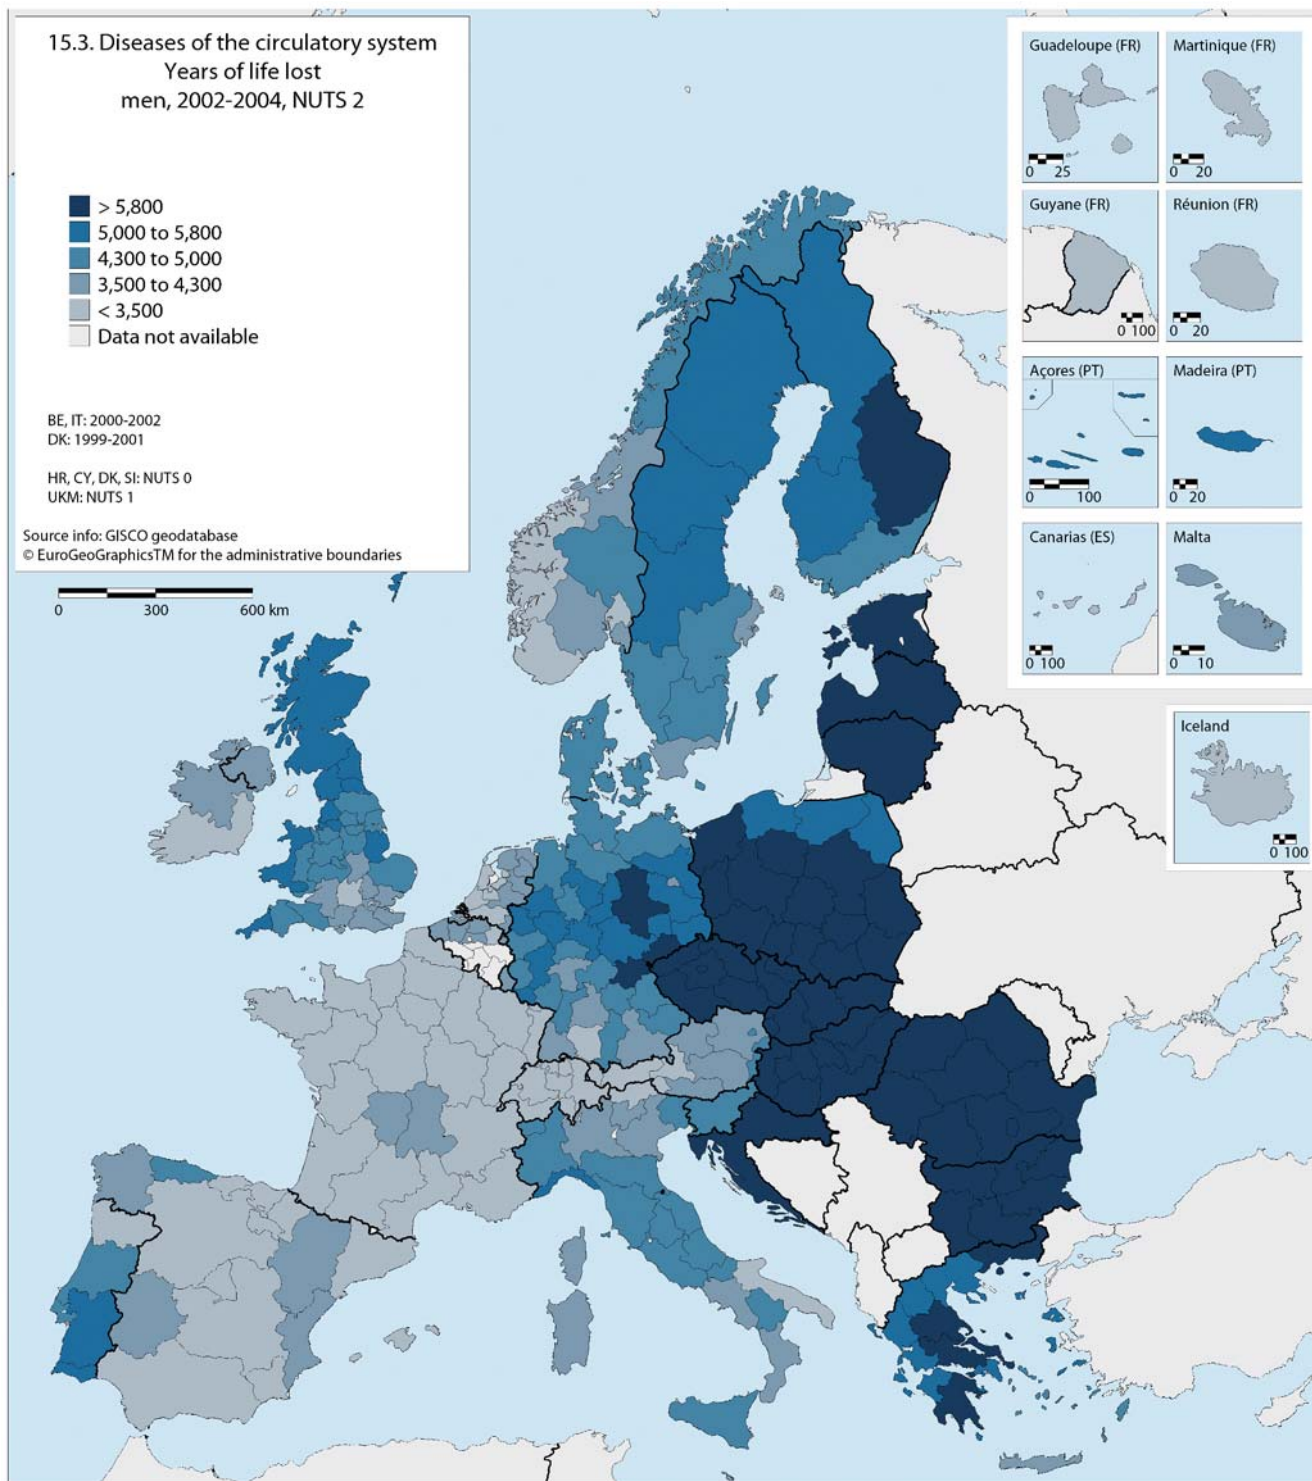 15.3. Diseases of the circulatory system
Years of life lost
men, 2002-2004, NUTS 2
> 5,800
5,000 to 5,800
4,300 to 5,000
3,500 to 4,300
< 3,500
Data not available
BE, IT: 2000-2002
DK: 1999-2001
HR, CY, DK, SI: NUTS 0
UKM: NUTS 1
Source info: GISCO geodatabase
© EuroGeoGraphicsTM for the administrative boundaries
0 300 600 km
Guadeloupe (FR)
0 25
Martinique (FR)
0 20
Guyane (FR)
0 100
Réunion (FR)
0 20
Açores (PT)
0 100
Madeira (PT)
0 20
Canarias (ES)
0 100
Malta
0 10
Iceland
0 100